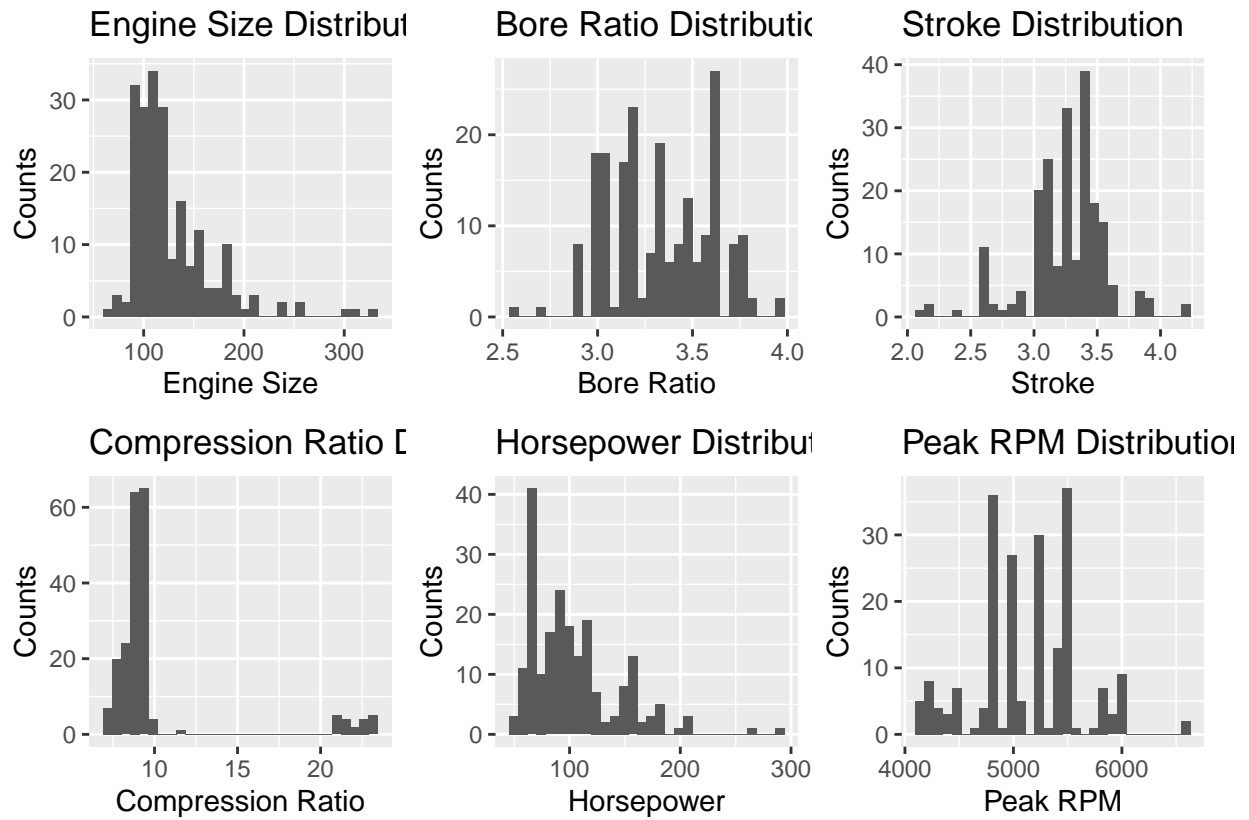 Engine Size Distribut
30
20
10
0
Counts
100 200 300
Engine Size
Bore Ratio Distributio
20
10
0
Counts
2.5 3.0 3.5 4.0
Bore Ratio
Stroke Distribution
40
30
20
10
0
Counts
2.0 2.5 3.0 3.5 4.0
Stroke
Compression Ratio D
60
40
20
0
Counts
10 15 20
Compression Ratio
Horsepower Distribut
40
30
20
10
0
Counts
100 200 300
Horsepower
Peak RPM Distribution
30
20
10
0
Counts
4000 5000 6000
Peak RPM